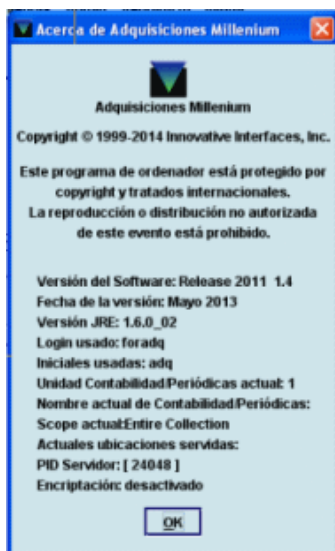 Acerca de Adquisiciones Millenium
Adquisiciones Millenium
Copyright © 1999-2014 Innovative Interfaces, Inc.
Este programa de ordenador está protegido por
copyright y tratados internacionales.
La reproducción o distribución no autorizada
de este evento está prohibido.
Versión del Software: Release 2011 1.4
Fecha de la versión: Mayo 2013
Versión JRE: 1.6.0_02
Login usado: foradq
Iniciales usadas: adq
Unidad Contabilidad/Periódicas actual: 1
Nombre actual de Contabilidad/Periódicas:
Scope actual:Entire Collection
Actuales ubicaciones servidas:
PID Servidor: [ 24048 ]
Encriptación: desactivado
OK